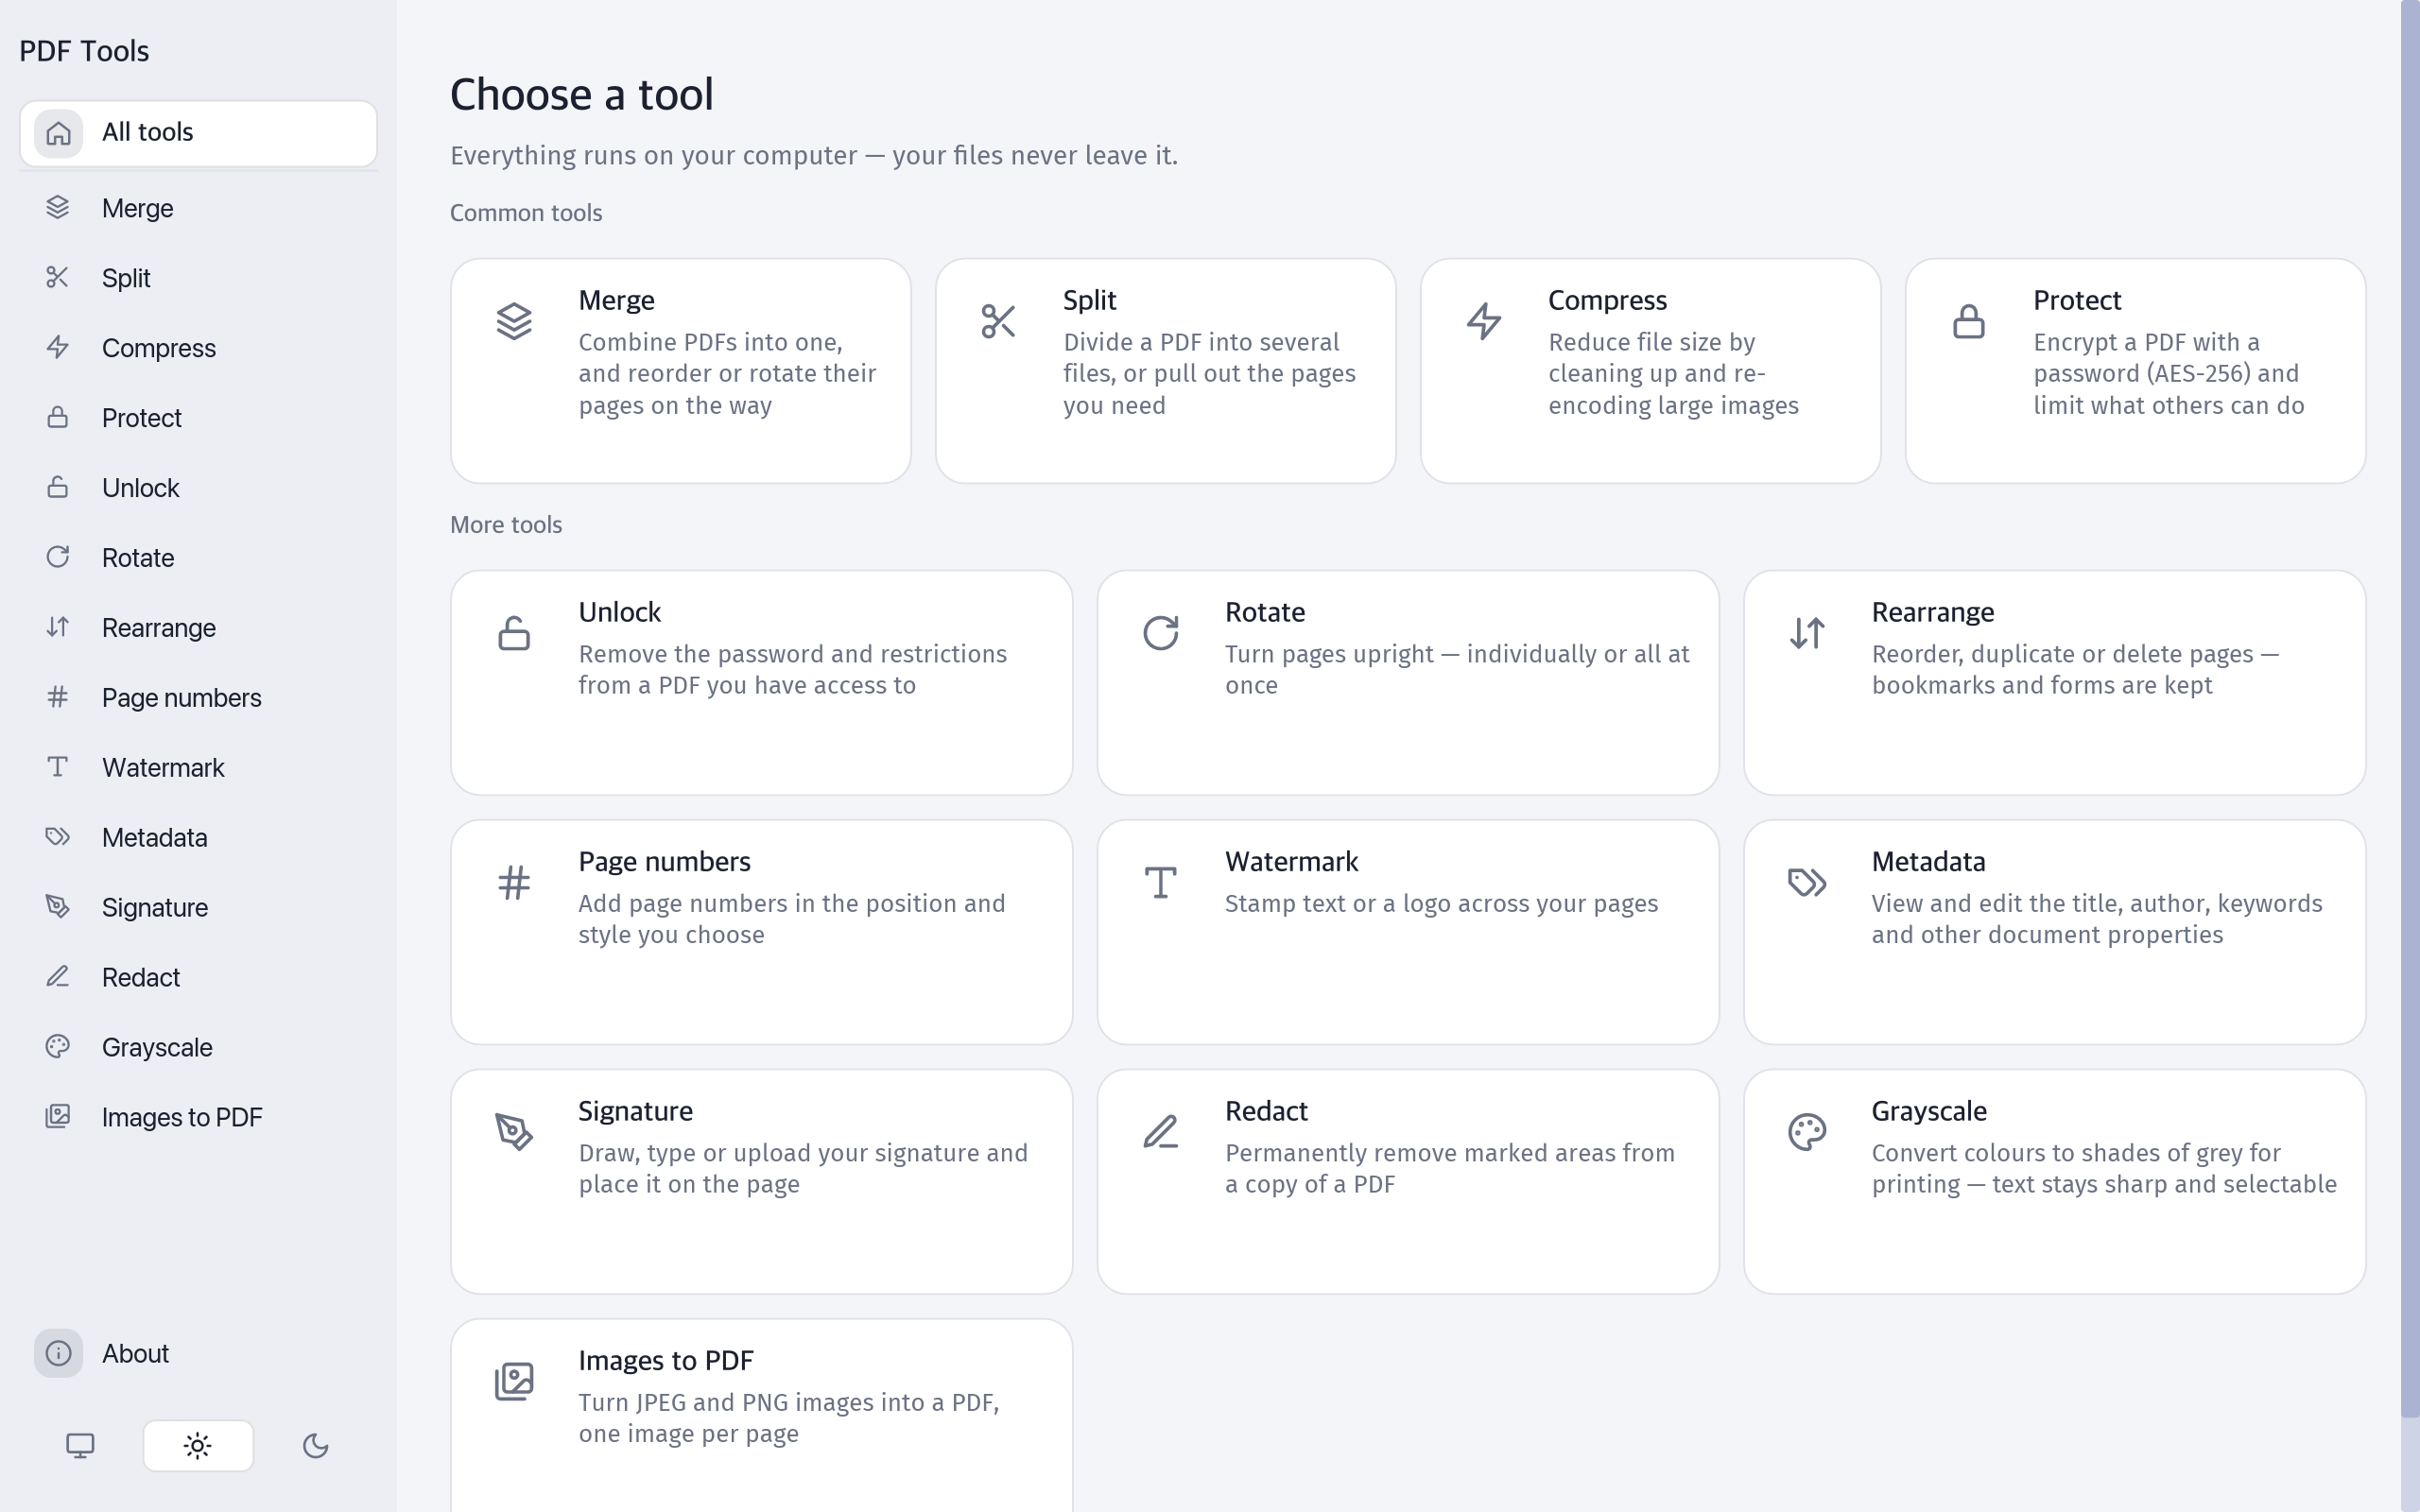 PDF Tools
All tools
Merge
Split
Compress
Protect
Unlock
Rotate
Rearrange
Page numbers
Watermark
Metadata
Signature
Redact
Grayscale
Images to PDF
About
Choose a tool
Everything runs on your computer — your files never leave it.
Common tools
Merge
Combine PDFs into one,
and reorder or rotate their
pages on the way
Split
Divide a PDF into several
files, or pull out the pages
you need
Compress
Reduce file size by
cleaning up and re-
encoding large images
Protect
Encrypt a PDF with a
password (AES-256) and
limit what others can do
More tools
Unlock
Remove the password and restrictions
from a PDF you have access to
Rotate
Turn pages upright — individually or all at
once
Rearrange
Reorder, duplicate or delete pages —
bookmarks and forms are kept
Page numbers
Add page numbers in the position and
style you choose
Watermark
Stamp text or a logo across your pages
Metadata
View and edit the title, author, keywords
and other document properties
Signature
Draw, type or upload your signature and
place it on the page
Redact
Permanently remove marked areas from
a copy of a PDF
Grayscale
Convert colours to shades of grey for
printing — text stays sharp and selectable
Images to PDF
Turn JPEG and PNG images into a PDF,
one image per page